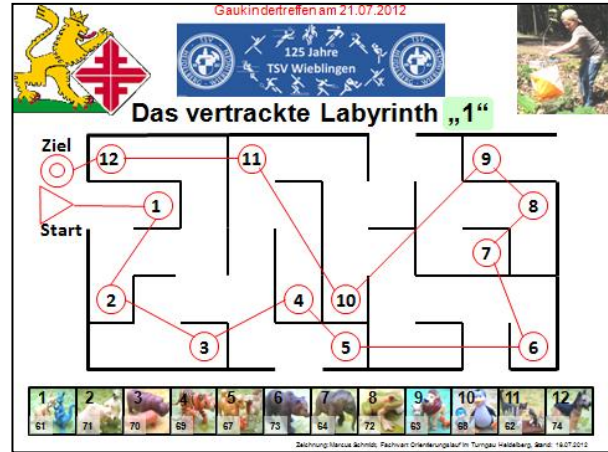 Gaukindertreffen am 21.07.2012
125 Jahre
TSV Wieblingen
Das vertrackte Labyrinth „1“
Ziel
12
11
9
1
8
Start
7
2
4
10
3
5
6
1 2 3 4 5 6 7 8 9 10 11 12
61 71 70 69 67 73 64 72 63 68 62 74
Zeichnung:Marcus Schmidt, Fachwart Orientierungslauf im Turngau Heidelberg, Stand: 16.07.2012